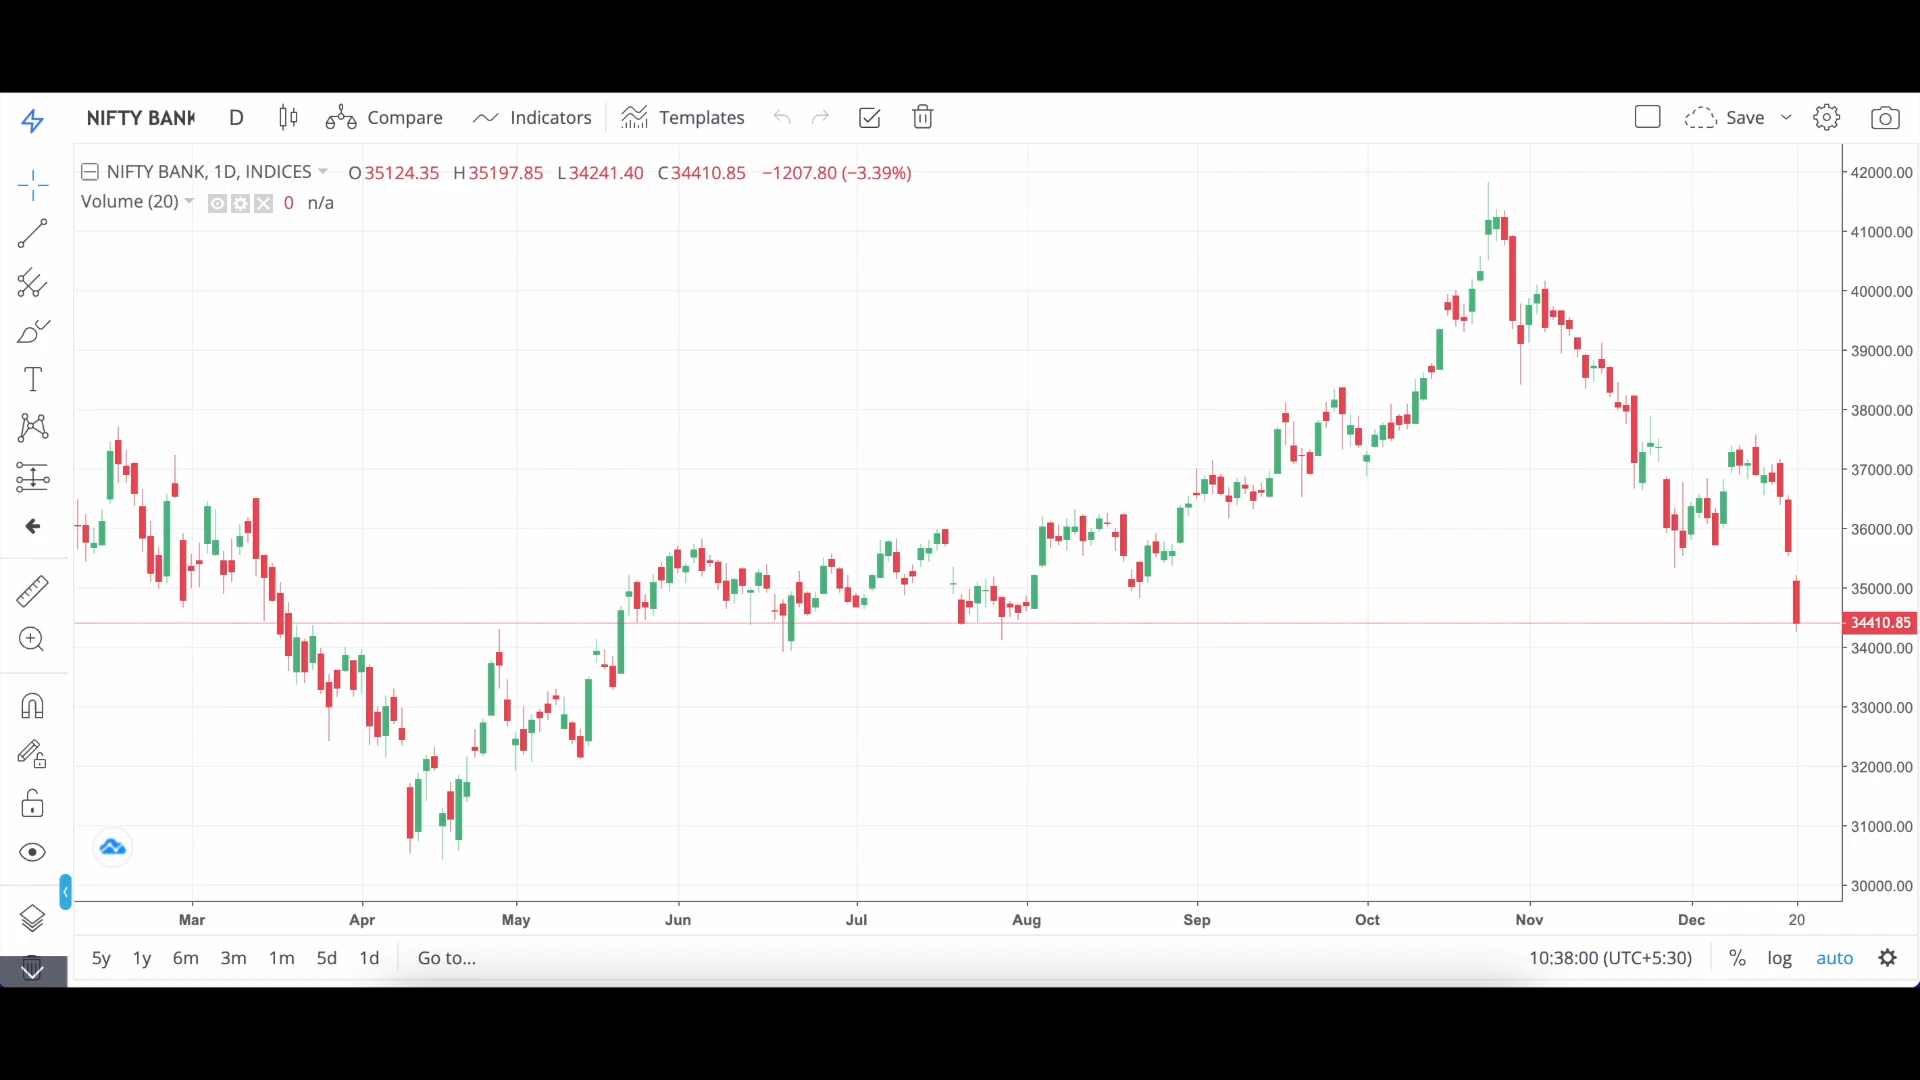 NIFTY BANK D Compare Indicators Templates Save
NIFTY BANK, 1D, INDICES O35124.35 H35197.85 L34241.40 C34410.85 −1207.80 (−3.39%)
Volume (20) 0 n/a
42000.00
41000.00
40000.00
39000.00
38000.00
37000.00
36000.00
35000.00
34410.85
34000.00
33000.00
32000.00
31000.00
30000.00
Mar Apr May Jun Jul Aug Sep Oct Nov Dec 20
5y 1y 6m 3m 1m 5d 1d Go to... 10:38:00 (UTC+5:30) % log auto